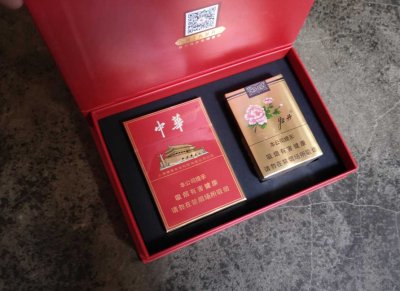 中華
本公司提示
吸烟有害健康
请勿在禁烟场所吸烟
牡丹
本公司提示
吸烟有害健康
请勿在禁烟场所吸烟